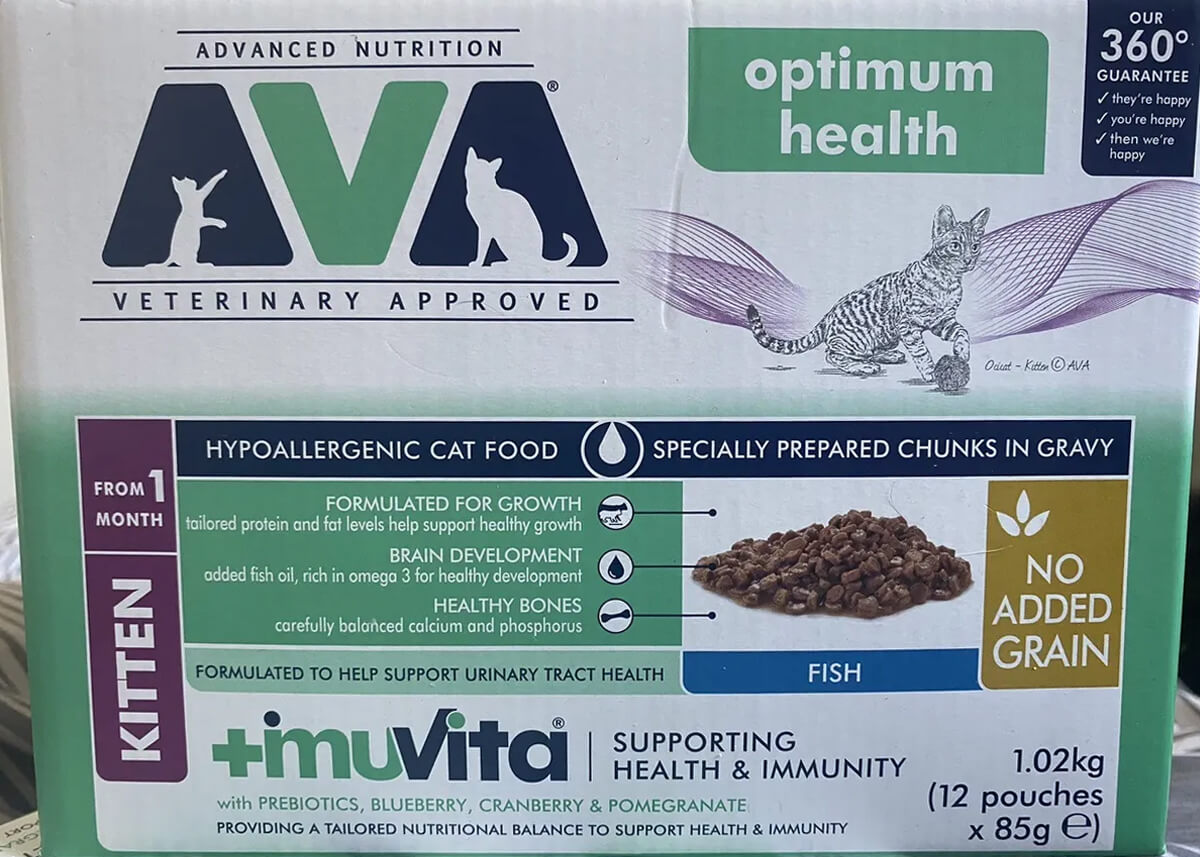 ADVANCED NUTRITION
AVA®
VETERINARY APPROVED
optimum
health
OUR
360°
GUARANTEE
✓ they're happy
✓ you're happy
✓ then we're
happy
Ocicat - Kitten © AVA
FROM 1
MONTH
KITTEN
HYPOALLERGENIC CAT FOOD
SPECIALLY PREPARED CHUNKS IN GRAVY
FORMULATED FOR GROWTH
tailored protein and fat levels help support healthy growth
BRAIN DEVELOPMENT
added fish oil, rich in omega 3 for healthy development
HEALTHY BONES
carefully balanced calcium and phosphorus
FORMULATED TO HELP SUPPORT URINARY TRACT HEALTH
FISH
NO
ADDED
GRAIN
+imuvita®
SUPPORTING
HEALTH & IMMUNITY
with PREBIOTICS, BLUEBERRY, CRANBERRY & POMEGRANATE
PROVIDING A TAILORED NUTRITIONAL BALANCE TO SUPPORT HEALTH & IMMUNITY
1.02kg
(12 pouches
x 85g ℮)